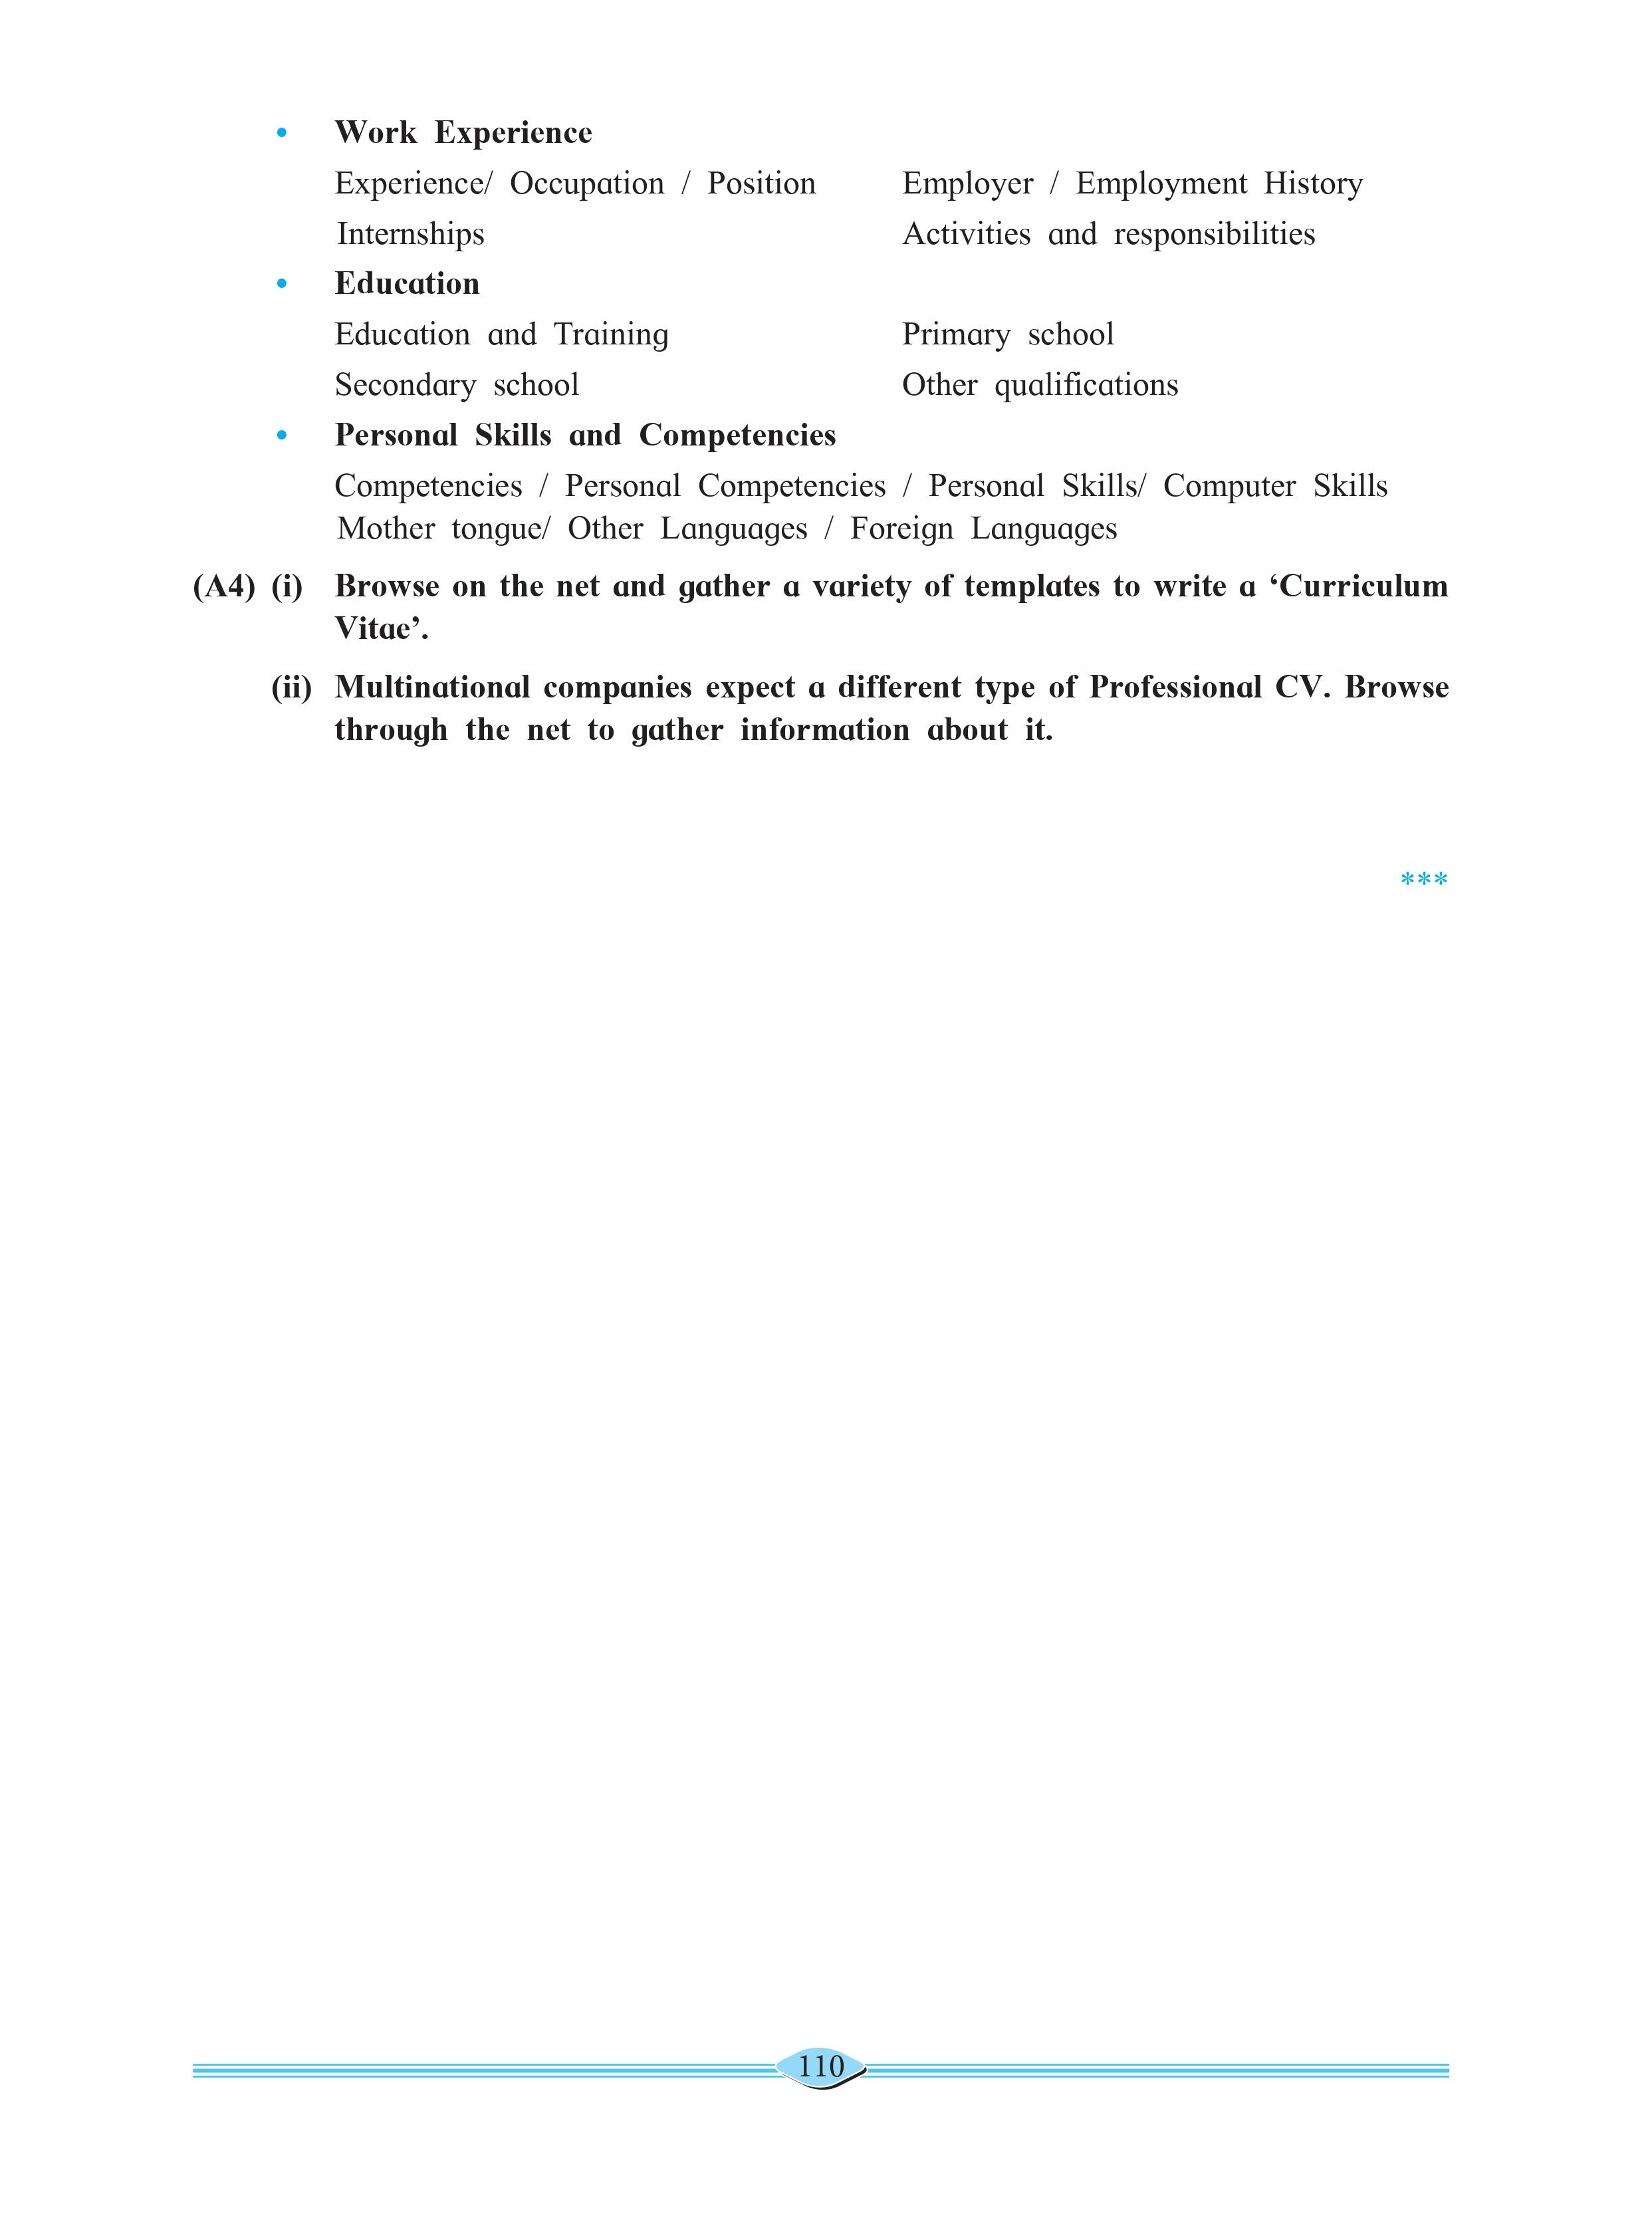 • Work Experience
Experience/ Occupation / Position Employer / Employment History
Internships Activities and responsibilities
• Education
Education and Training Primary school
Secondary school Other qualifications
• Personal Skills and Competencies
Competencies / Personal Competencies / Personal Skills/ Computer Skills
Mother tongue/ Other Languages / Foreign Languages
(A4) (i) Browse on the net and gather a variety of templates to write a ‘Curriculum
Vitae’.
(ii) Multinational companies expect a different type of Professional CV. Browse
through the net to gather information about it.
***
110